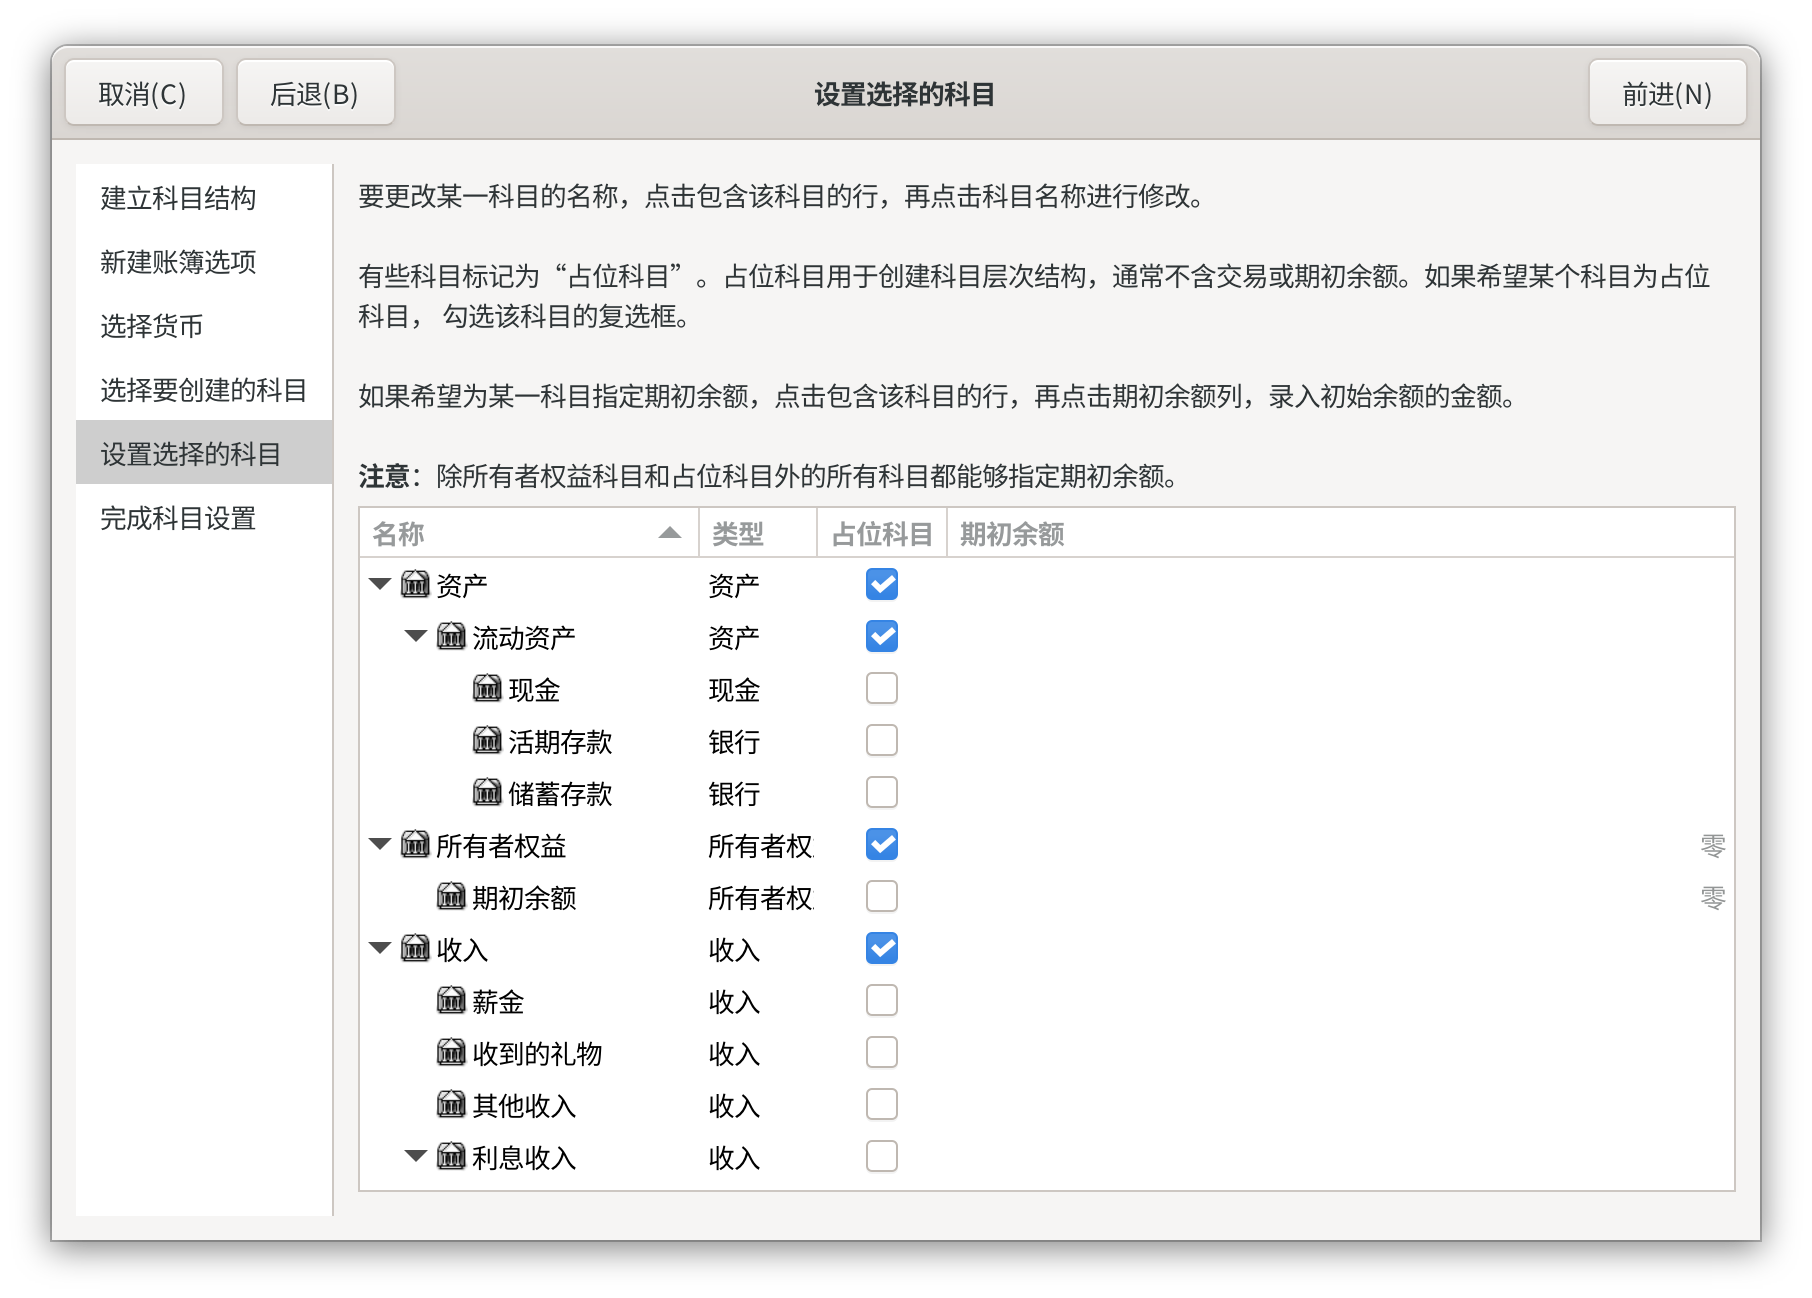 取消(C)
后退(B)
设置选择的科目
前进(N)
建立科目结构
新建账簿选项
选择货币
选择要创建的科目
设置选择的科目
完成科目设置
要更改某一科目的名称，点击包含该科目的行，再点击科目名称进行修改。
有些科目标记为“占位科目”。占位科目用于创建科目层次结构，通常不含交易或期初余额。如果希望某个科目为占位
科目， 勾选该科目的复选框。
如果希望为某一科目指定期初余额，点击包含该科目的行，再点击期初余额列，录入初始余额的金额。
注意：除所有者权益科目和占位科目外的所有科目都能够指定期初余额。
名称 类型 占位科目 期初余额
资产 资产
流动资产 资产
现金 现金
活期存款 银行
储蓄存款 银行
所有者权益 所有者权 零
期初余额 所有者权 零
收入 收入
薪金 收入
收到的礼物 收入
其他收入 收入
利息收入 收入